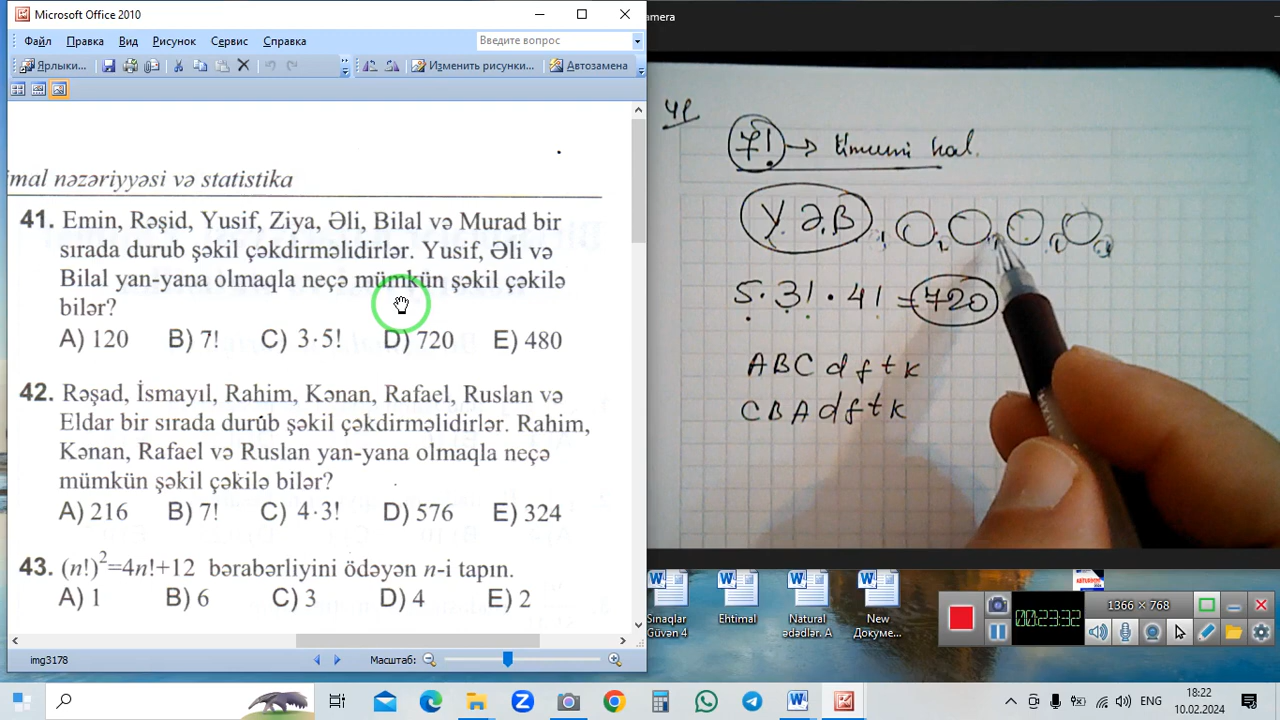 Microsoft Office 2010
amera
Файл Правка Вид Рисунок Сервис Справка Введите вопрос
Ярлыки... Изменить рисунки... Автозамена
imal nəzəriyyəsi və statistika
41. Emin, Rəşid, Yusif, Ziya, Əli, Bilal və Murad bir
sırada durub şəkil çəkdirməlidirlər. Yusif, Əli və
Bilal yan-yana olmaqla neçə mümkün şəkil çəkilə
bilər?
A) 120 B) 7! C) 3·5! D) 720 E) 480
42. Rəşad, İsmayıl, Rahim, Kənan, Rafael, Ruslan və
Eldar bir sırada durub şəkil çəkdirməlidirlər. Rahim,
Kənan, Rafael və Ruslan yan-yana olmaqla neçə
mümkün şəkil çəkilə bilər?
A) 216 B) 7! C) 4·3! D) 576 E) 324
43. (n!)²=4n!+12 bərabərliyini ödəyən n-i tapın.
A) 1 B) 6 C) 3 D) 4 E) 2
7! → Ümumi hal.
Y.Ə.B
5·3!·4!=720
ABC d f t k
CBA d f t k
img3178 Масштаб:
Sınaqlar Güvən 4
Ehtimal
Natural ədədlər. A
New Докуме...
1366 × 768
00:23:32
ENG
18:22
10.02.2024